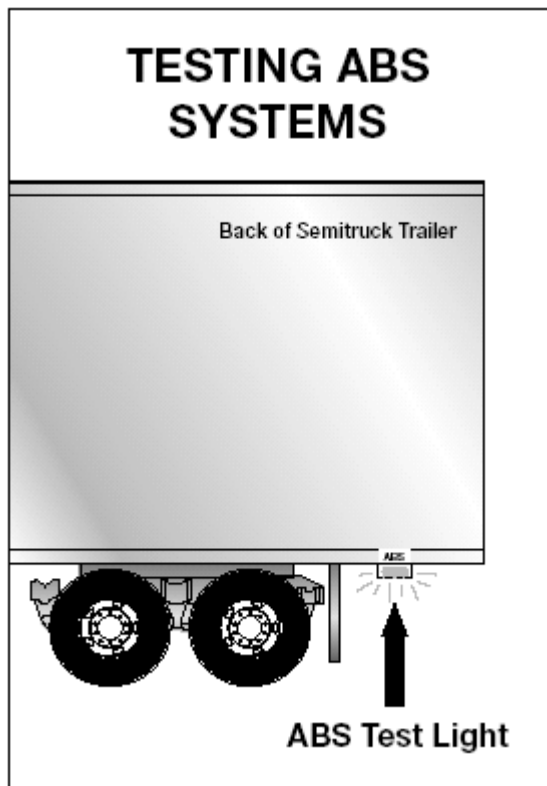 TESTING ABS
SYSTEMS
Back of Semitruck Trailer
ABS
ABS Test Light